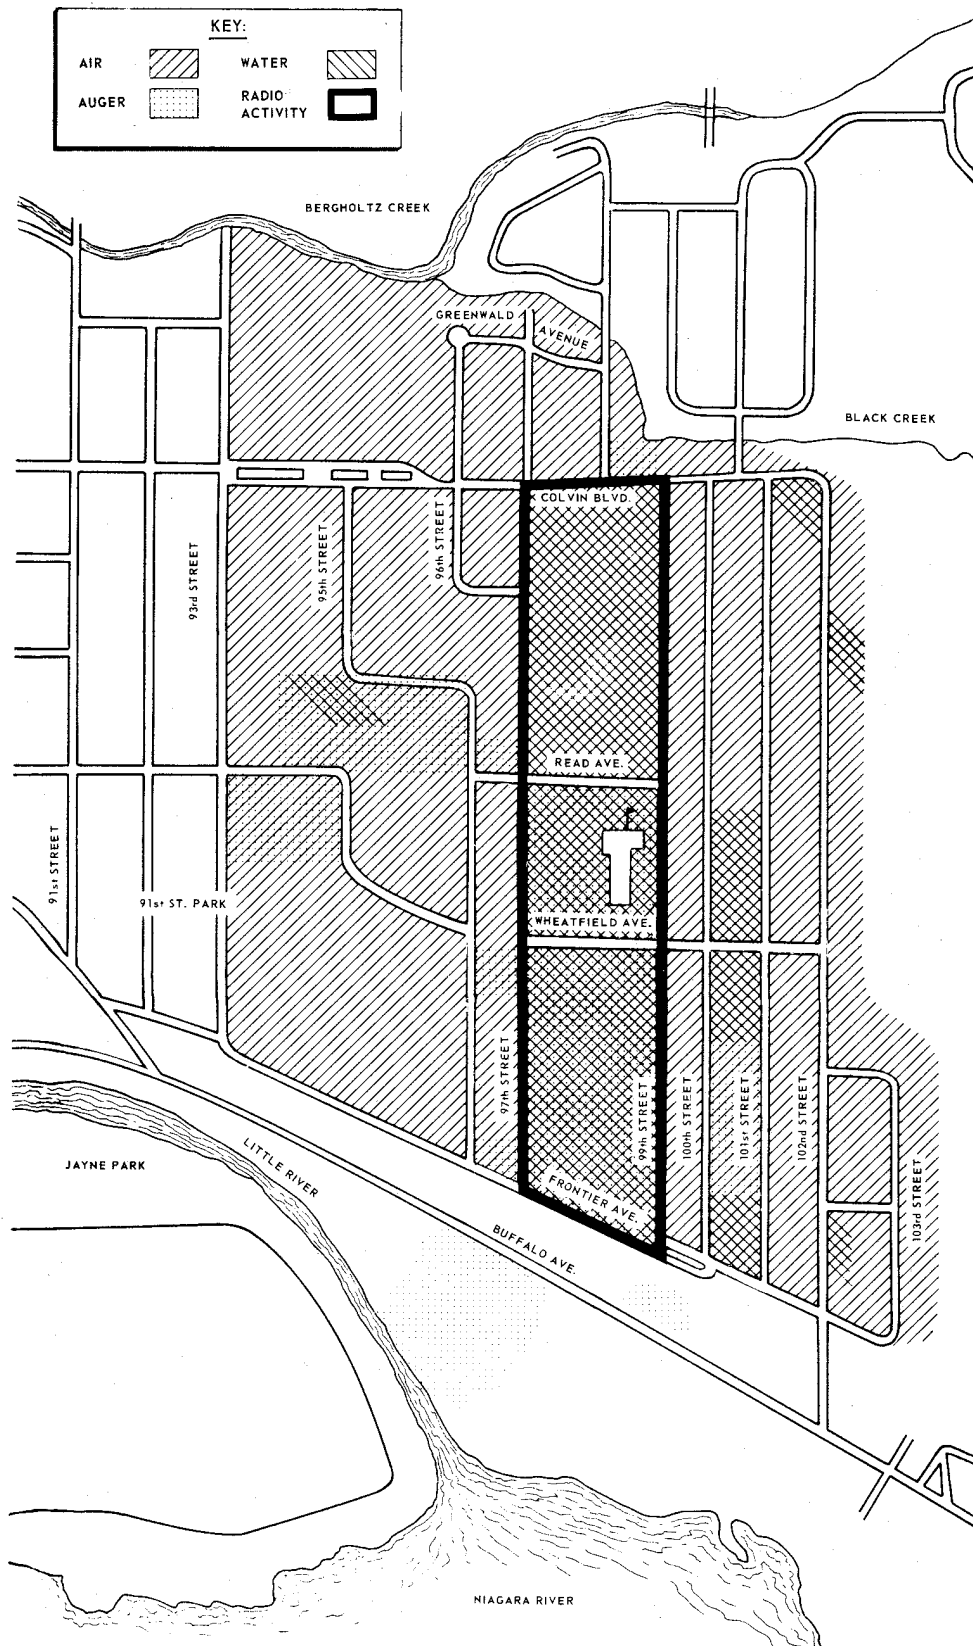 KEY:
AIR
WATER
AUGER
RADIO
ACTIVITY
BERGHOLTZ CREEK
GREENWALD
AVENUE
BLACK CREEK
COLVIN BLVD.
96th STREET
95th STREET
93rd STREET
READ AVE.
91st STREET
91st ST. PARK
WHEATFIELD AVE.
97th STREET
99th STREET
100th STREET
101st STREET
102nd STREET
103rd STREET
JAYNE PARK
LITTLE RIVER
FRONTIER AVE.
BUFFALO AVE.
NIAGARA RIVER